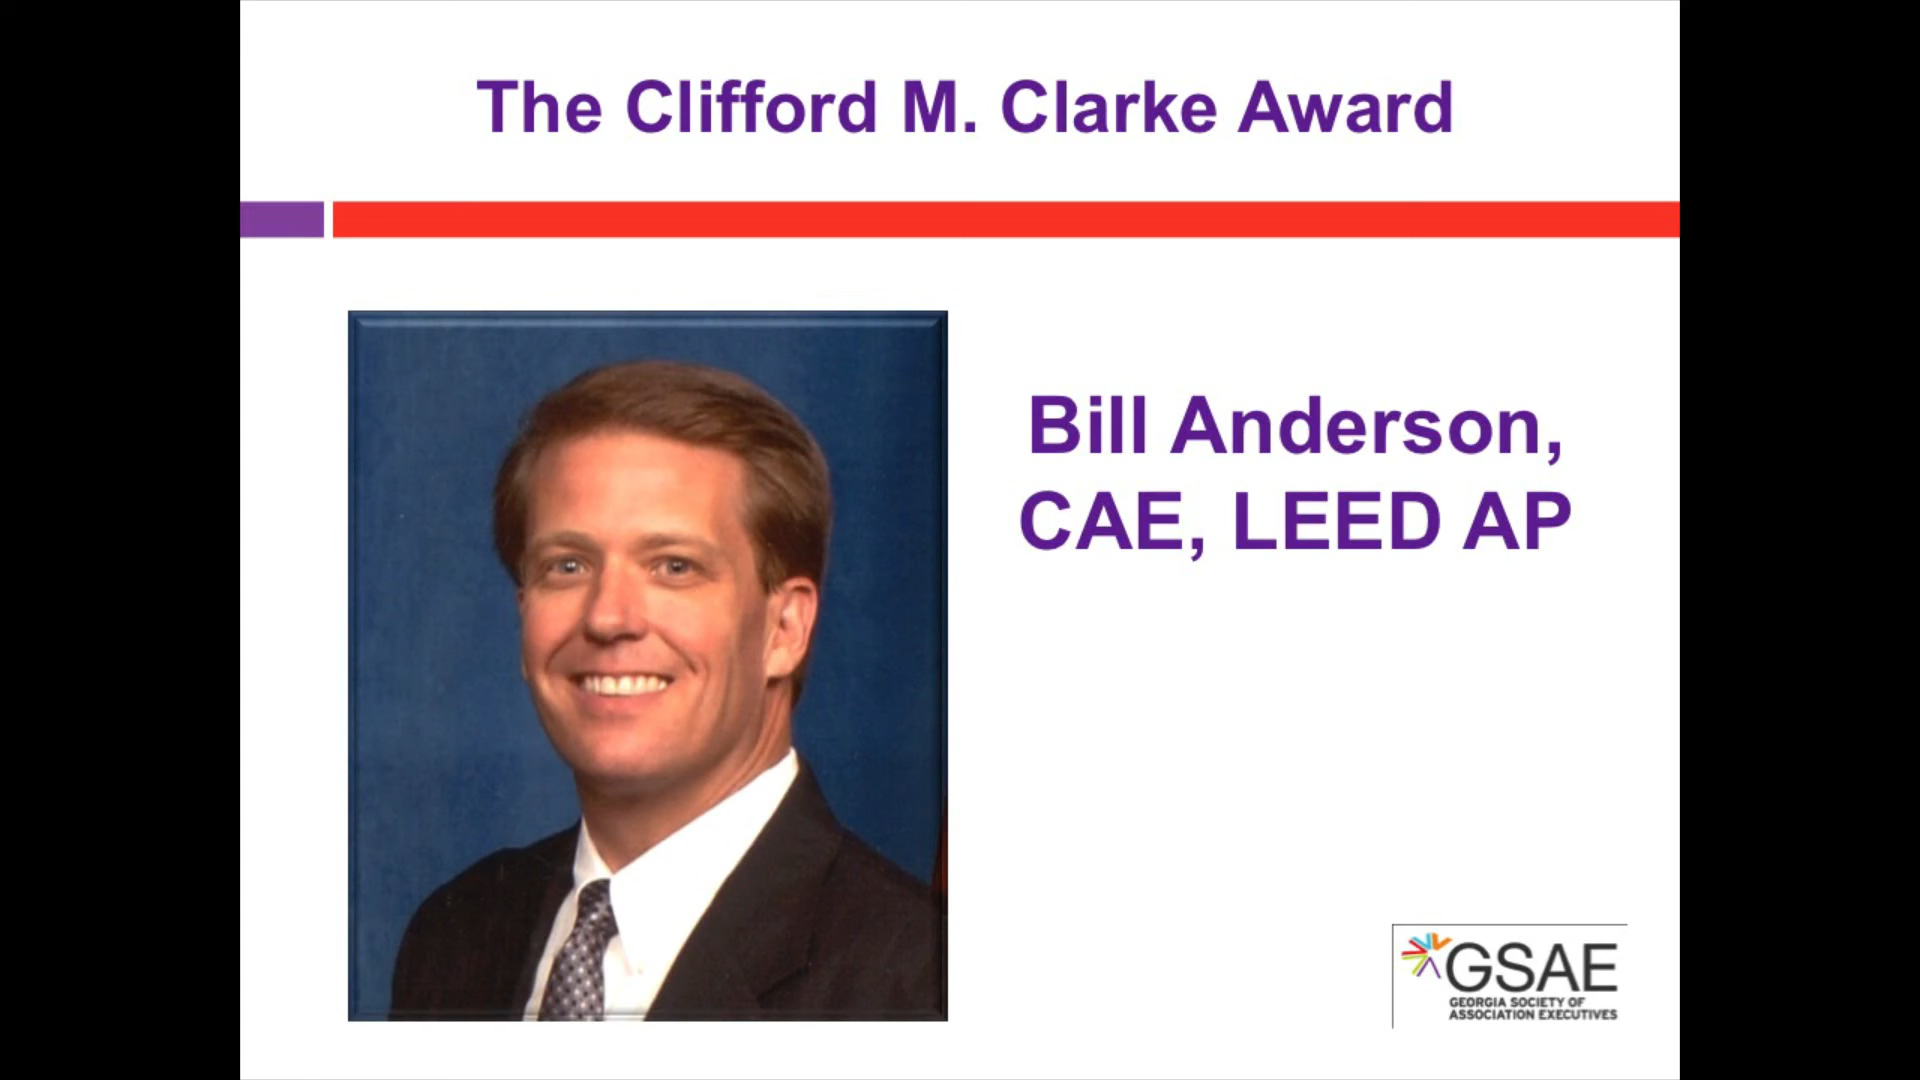 The Clifford M. Clarke Award
Bill Anderson,
CAE, LEED AP
GSAE
GEORGIA SOCIETY OF
ASSOCIATION EXECUTIVES